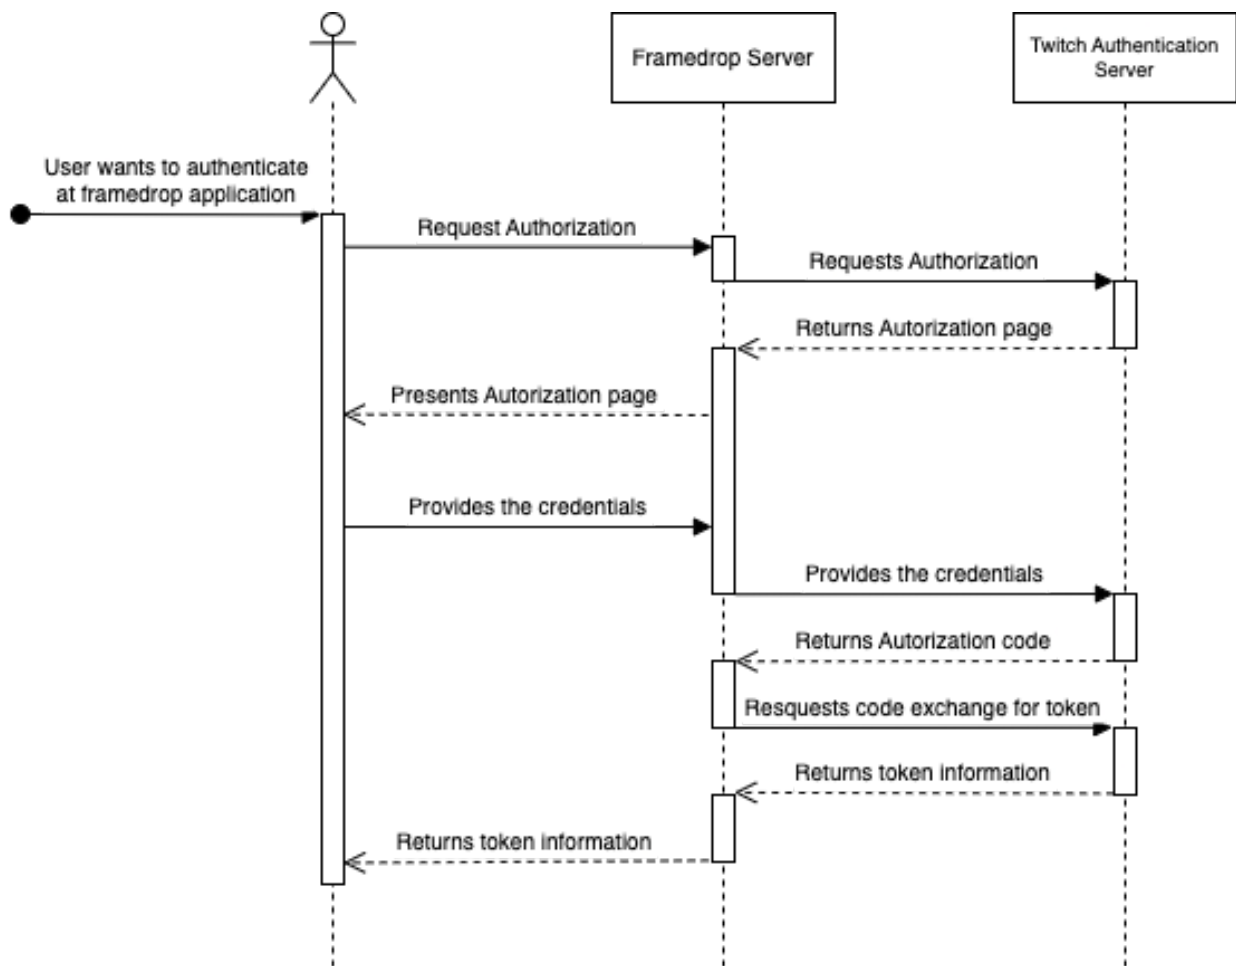 Framedrop Server
Twitch Authentication
Server
User wants to authenticate
at framedrop application
Request Authorization
Requests Authorization
Returns Autorization page
Presents Autorization page
Provides the credentials
Provides the credentials
Returns Autorization code
Resquests code exchange for token
Returns token information
Returns token information